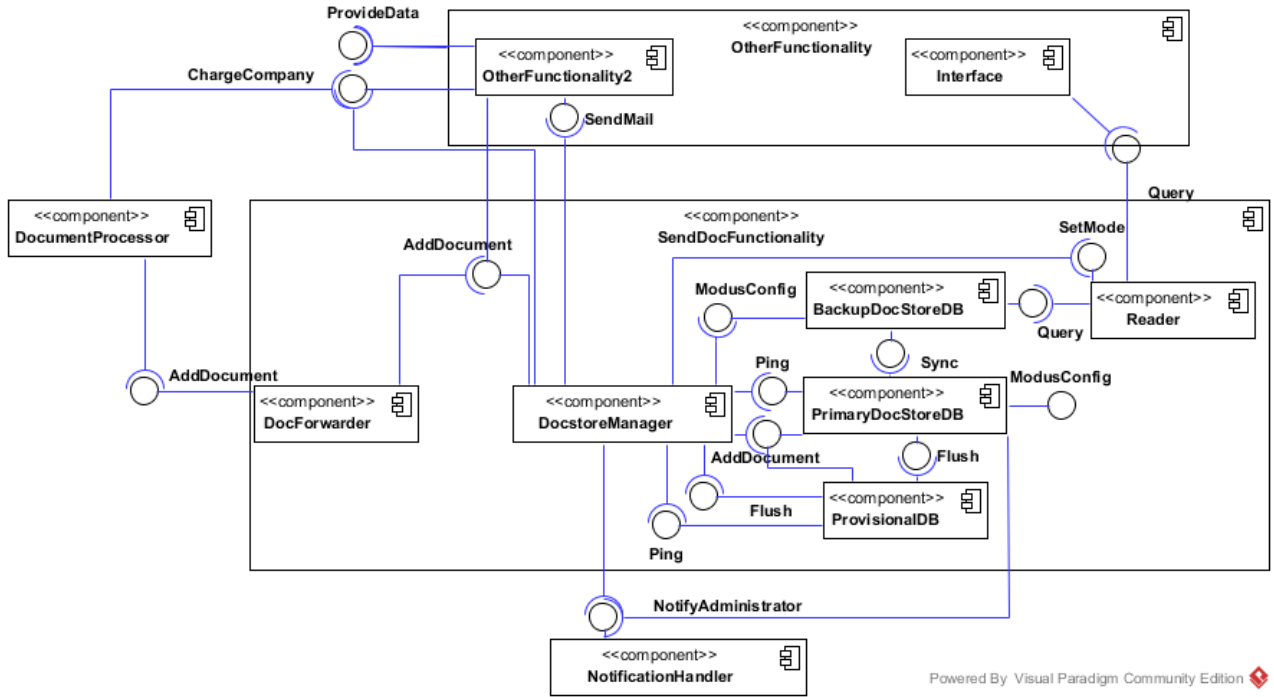 ProvideData
<<component>>
OtherFunctionality
<<component>>
OtherFunctionality2
<<component>>
Interface
ChargeCompany
SendMail
Query
<<component>>
DocumentProcessor
<<component>>
SendDocFunctionality
SetMode
AddDocument
ModusConfig
<<component>>
BackupDocStoreDB
<<component>>
Reader
Query
Sync
Ping
ModusConfig
AddDocument
<<component>>
DocForwarder
<<component>>
DocstoreManager
<<component>>
PrimaryDocStoreDB
AddDocument
Flush
<<component>>
ProvisionalDB
Flush
Ping
NotifyAdministrator
<<component>>
NotificationHandler
Powered By Visual Paradigm Community Edition